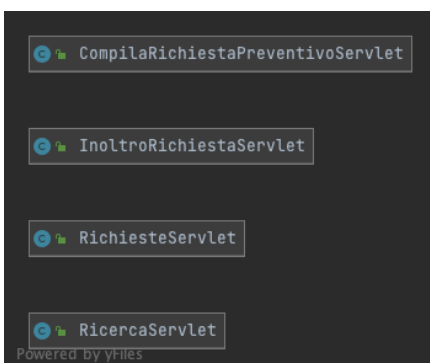 CompilaRichiestaPreventivoServlet
InoltroRichiestaServlet
RichiesteServlet
RicercaServlet
Powered by yFiles